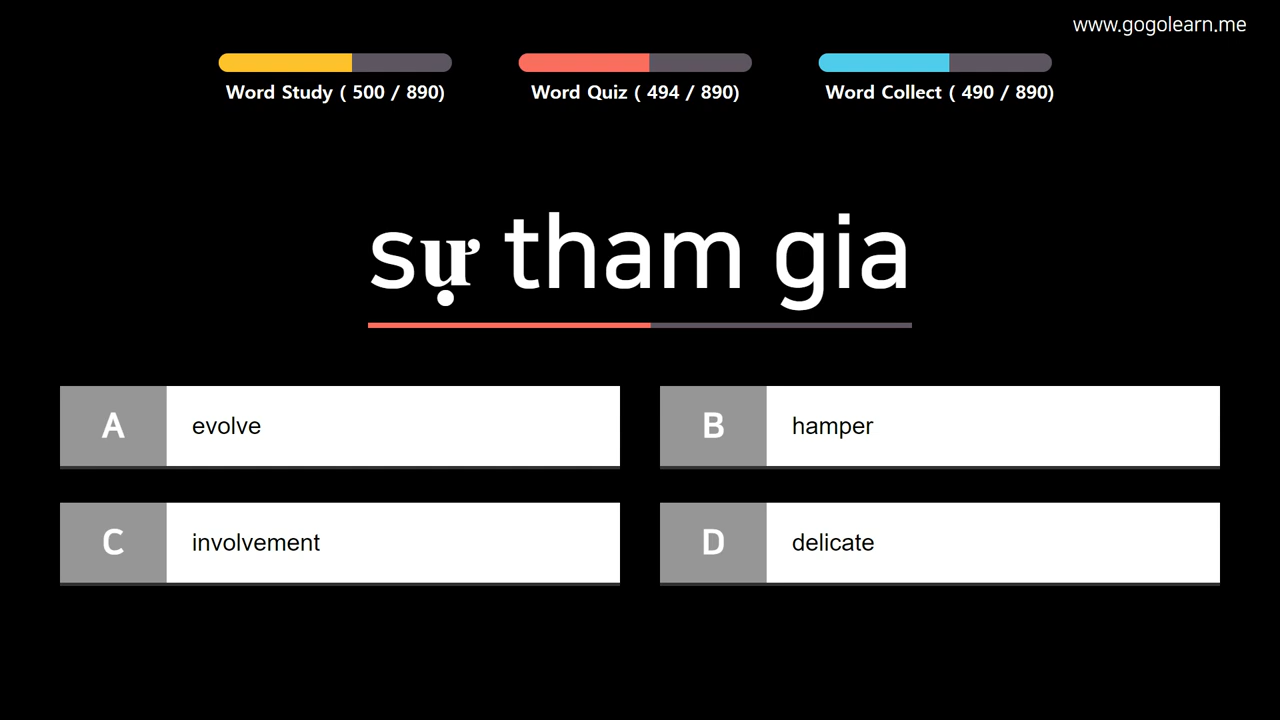 www.gogolearn.me
Word Study ( 500 / 890)
Word Quiz ( 494 / 890)
Word Collect ( 490 / 890)
sự tham gia
A evolve
B hamper
C involvement
D delicate